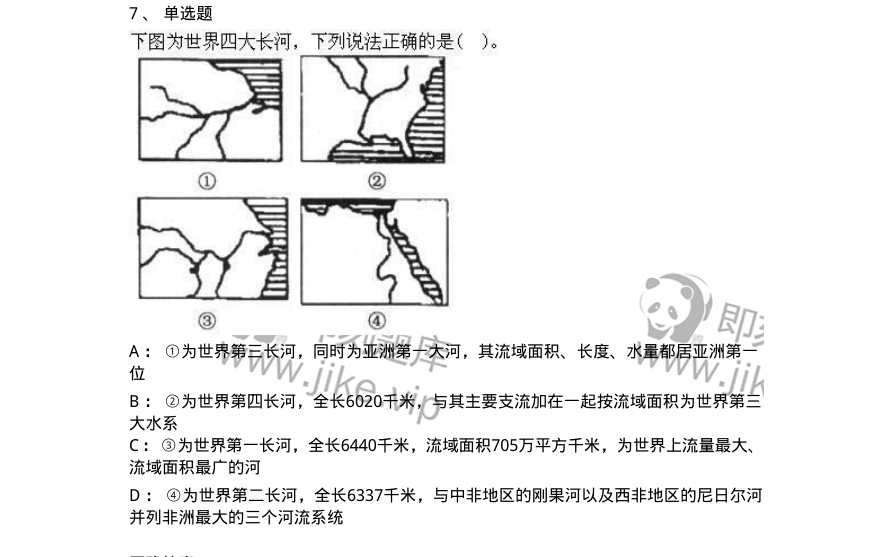 7 、 单选题
下图为世界四大长河，下列说法正确的是(　)。
①
②
③
④
即刻
题库
www.jike.vip
www.jik
A： ①为世界第三长河，同时为亚洲第一大河，其流域面积、长度、水量都居亚洲第一
位
B： ②为世界第四长河，全长6020千米，与其主要支流加在一起按流域面积为世界第三
大水系
C： ③为世界第一长河，全长6440千米，流域面积705万平方千米，为世界上流量最大、
流域面积最广的河
D： ④为世界第二长河，全长6337千米，与中非地区的刚果河以及西非地区的尼日尔河
并列非洲最大的三个河流系统